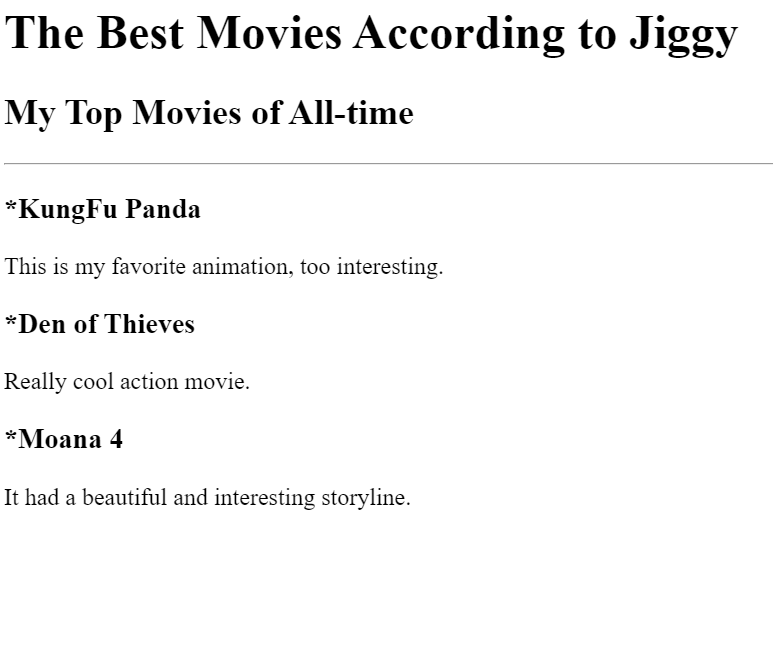 The Best Movies According to Jiggy
My Top Movies of All-time
*KungFu Panda
This is my favorite animation, too interesting.
*Den of Thieves
Really cool action movie.
*Moana 4
It had a beautiful and interesting storyline.